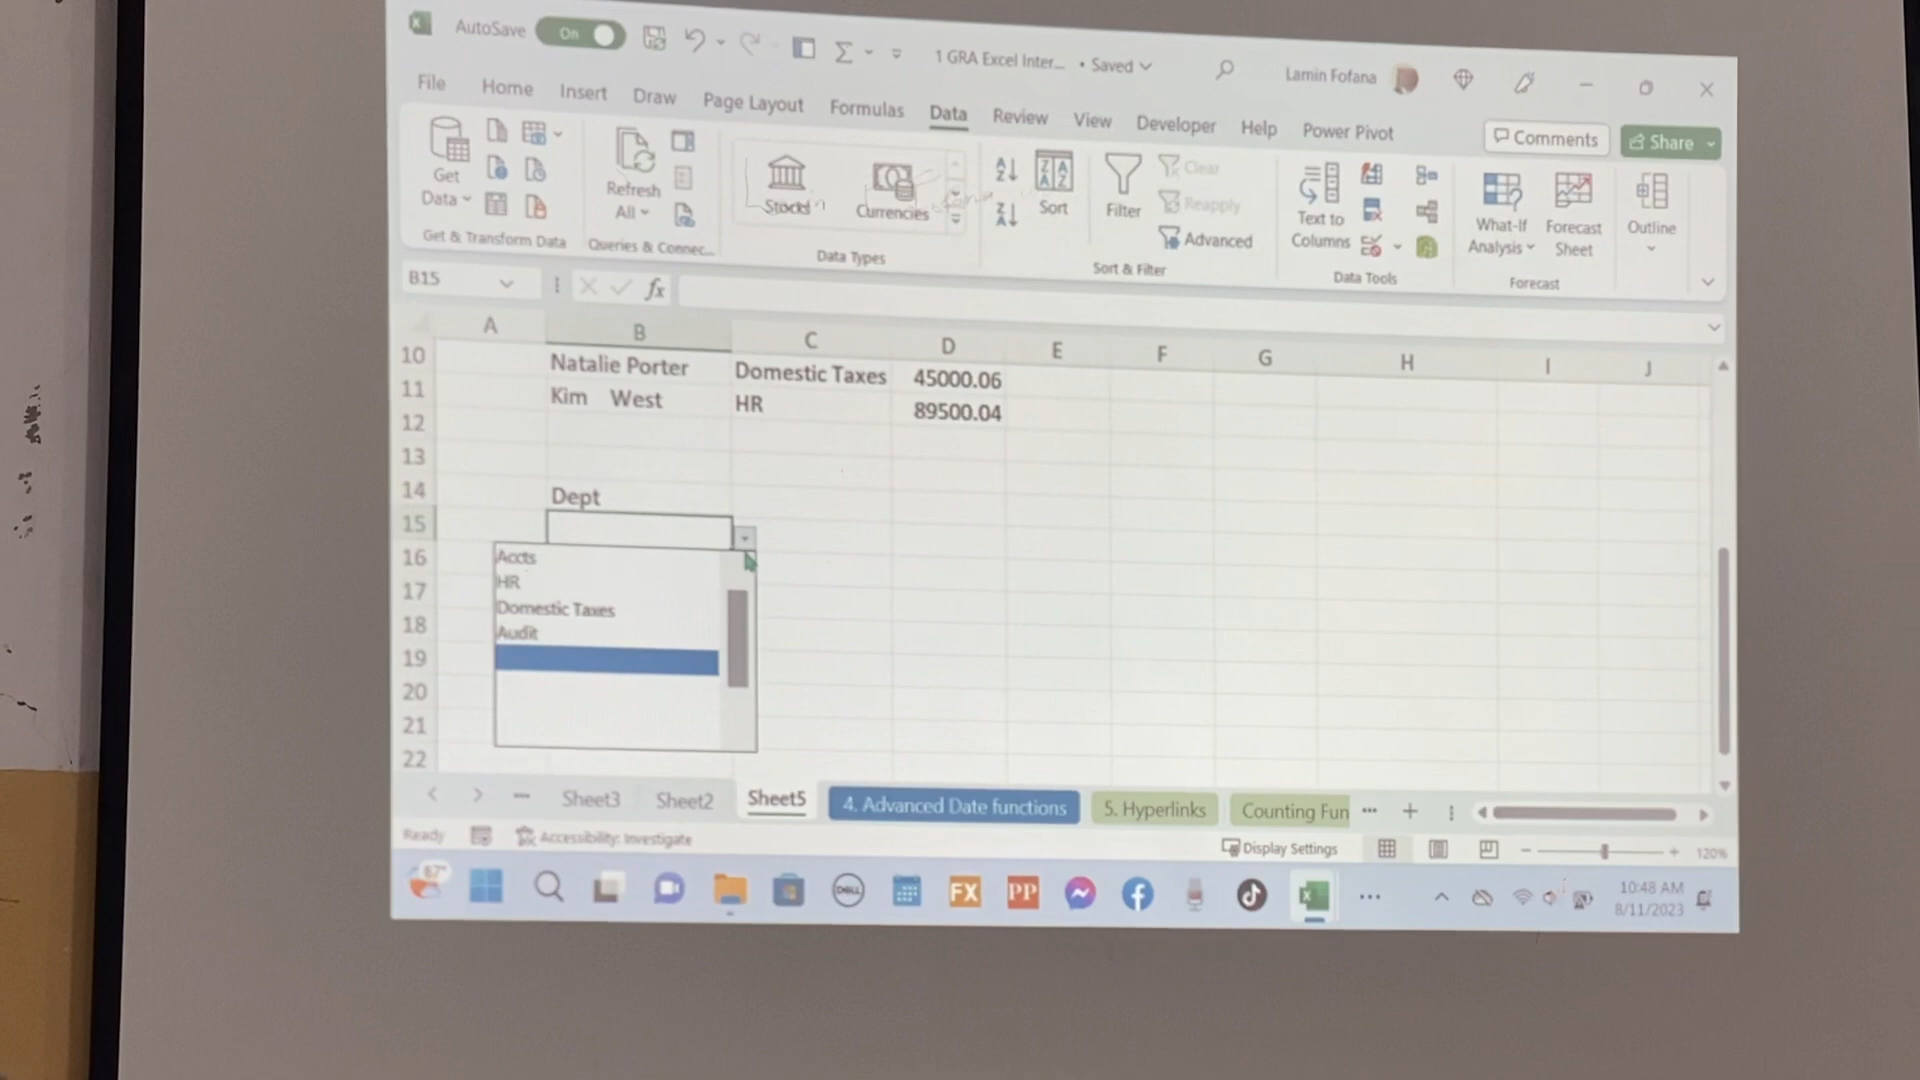 AutoSave On 1 GRA Excel Inter... • Saved Lamin Fofana
File Home Insert Draw Page Layout Formulas Data Review View Developer Help Power Pivot Comments Share
Get Data
Refresh All
Stocks
Currencies
Sort
Filter
Clear
Reapply
Advanced
Text to Columns
What-If Analysis
Forecast Sheet
Outline
Get & Transform Data Queries & Connec... Data Types Sort & Filter Data Tools Forecast
B15 fx
A B C D E F G H I J
10 Natalie Porter Domestic Taxes 45000.06
11 Kim West HR 89500.04
12
13
14 Dept
15
16 Accts
17 HR
Domestic Taxes
18 Audit
19
20
21
22
Sheet3 Sheet2 Sheet5 4. Advanced Date functions 5. Hyperlinks Counting Fun
Ready Accessibility: Investigate Display Settings 120%
67° DELL FX PP 10:48 AM
8/11/2023